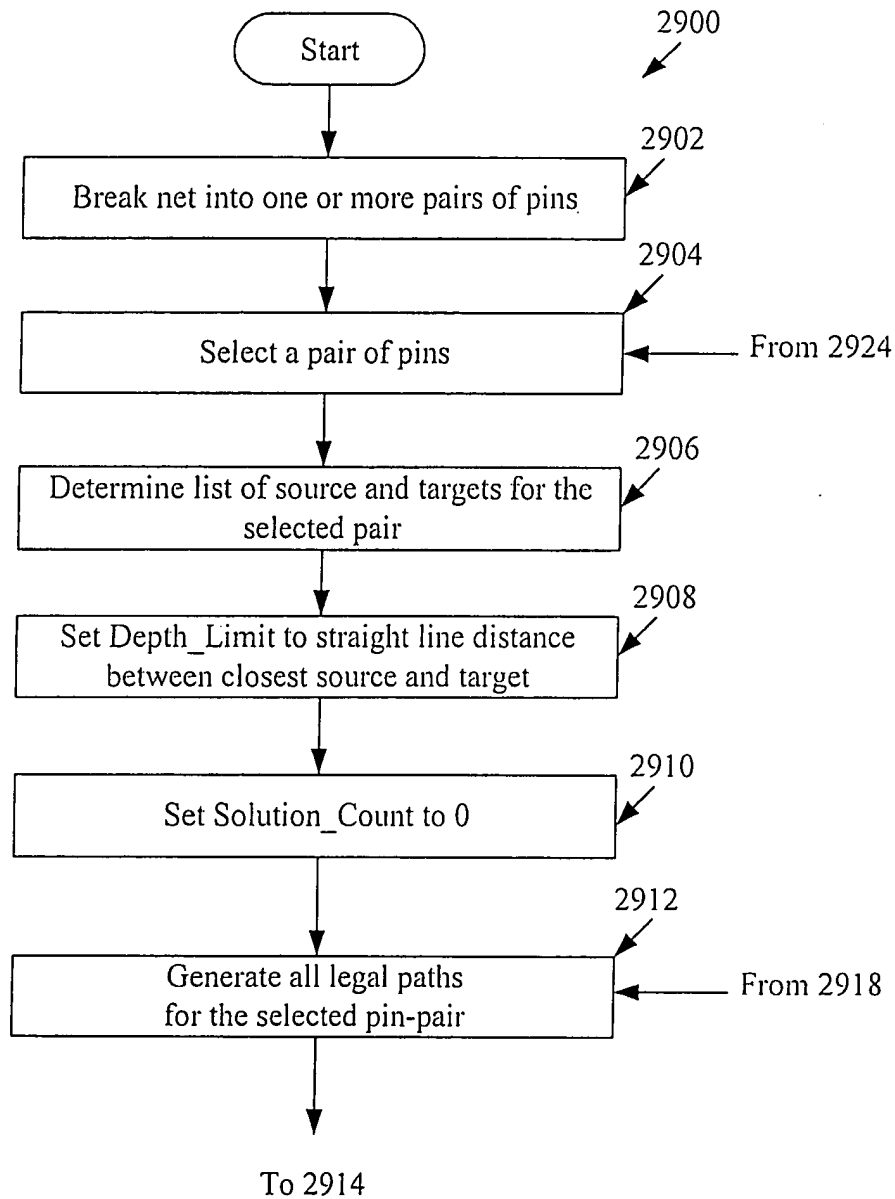 Start
2900
2902
Break net into one or more pairs of pins
2904
Select a pair of pins
From 2924
2906
Determine list of source and targets for the
selected pair
2908
Set Depth_Limit to straight line distance
between closest source and target
2910
Set Solution_Count to 0
2912
Generate all legal paths
for the selected pin-pair
From 2918
To 2914